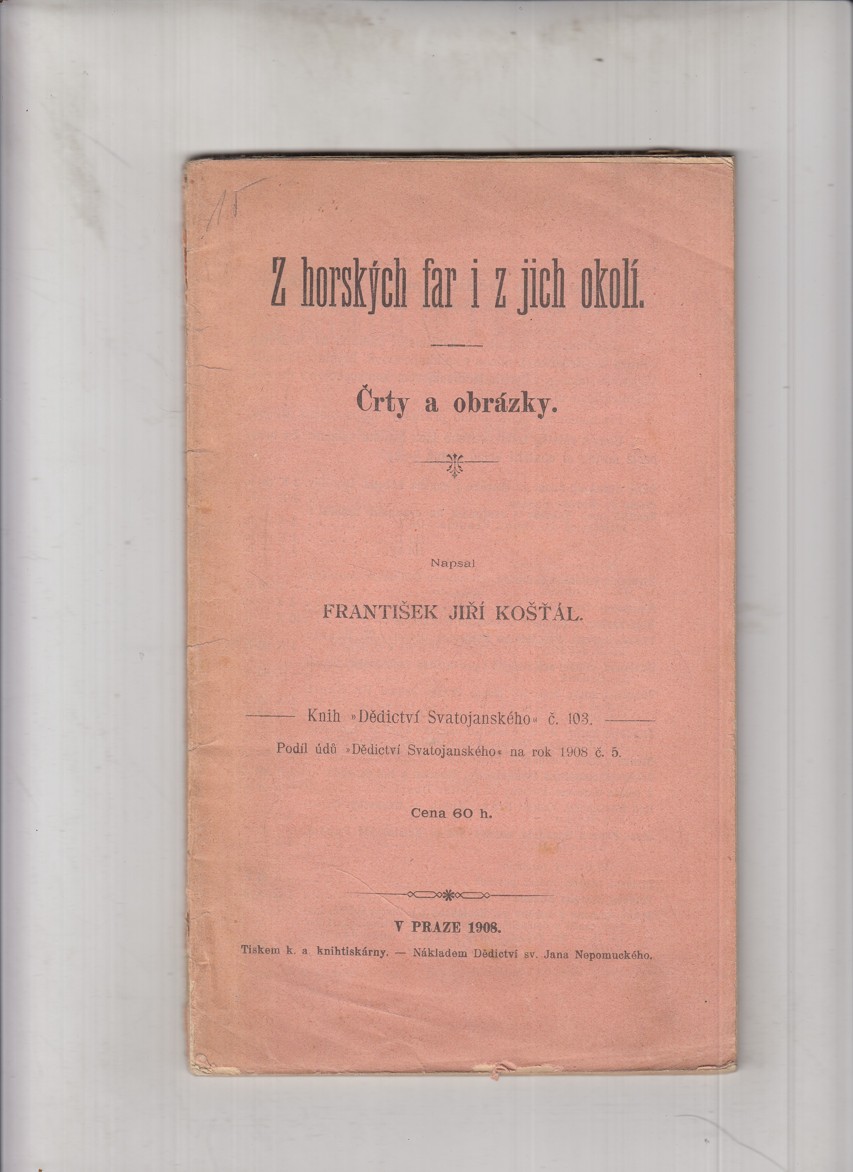 15
Z horských far i z jich okolí.
Črty a obrázky.
Napsal
FRANTIŠEK JIŘÍ KOŠŤÁL.
Knih »Dědictví Svatojanského« č. 103.
Podíl údů »Dědictví Svatojanského« na rok 1908 č. 5.
Cena 60 h.
V PRAZE 1908.
Tiskem k. a. knihtiskárny. — Nákladem Dědictví sv. Jana Nepomuckého.